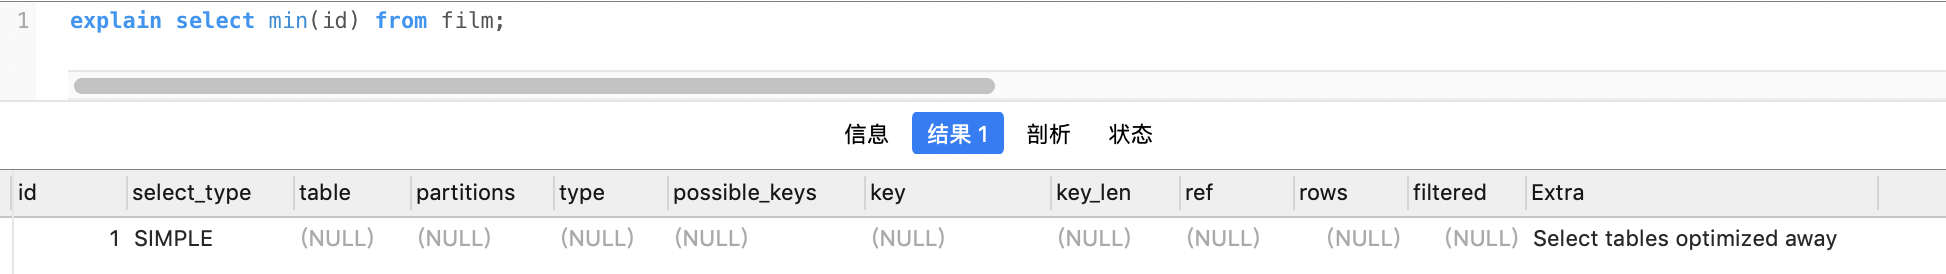 1 explain select min(id) from film;
信息 结果 1 剖析 状态
id select_type table partitions type possible_keys key key_len ref rows filtered Extra
1 SIMPLE (NULL) (NULL) (NULL) (NULL) (NULL) (NULL) (NULL) (NULL) (NULL) Select tables optimized away